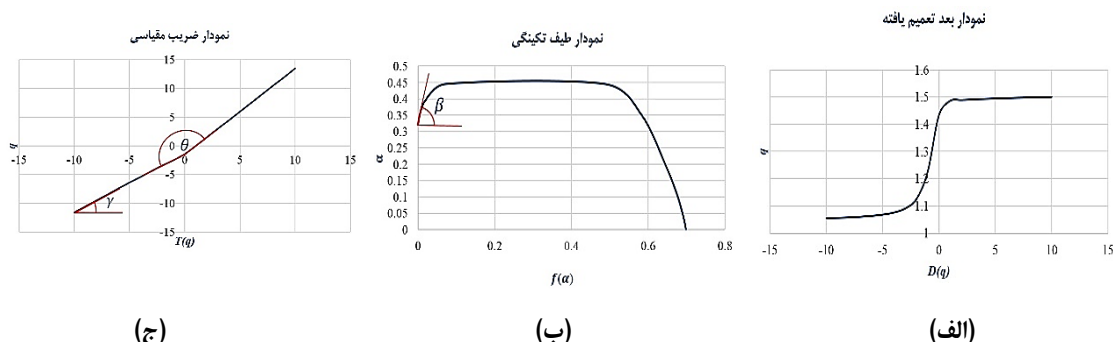 نمودار بعد تعمیم یافته
1.6
1.5
1.4
1.3
1.2
1.1
1
-15
-10
-5
0
5
10
15
q
D(q)
(الف)
نمودار طیف تکینگی
0.5
0.45
0.4
0.35
0.3
0.25
0.2
0.15
0.1
0.05
0
0
0.2
0.4
0.6
0.8
α
β
f(α)
(ب)
نمودار ضریب مقیاسی
15
10
5
0
-5
-10
-15
-15
-10
-5
0
5
10
15
q
θ
γ
T(q)
(ج)